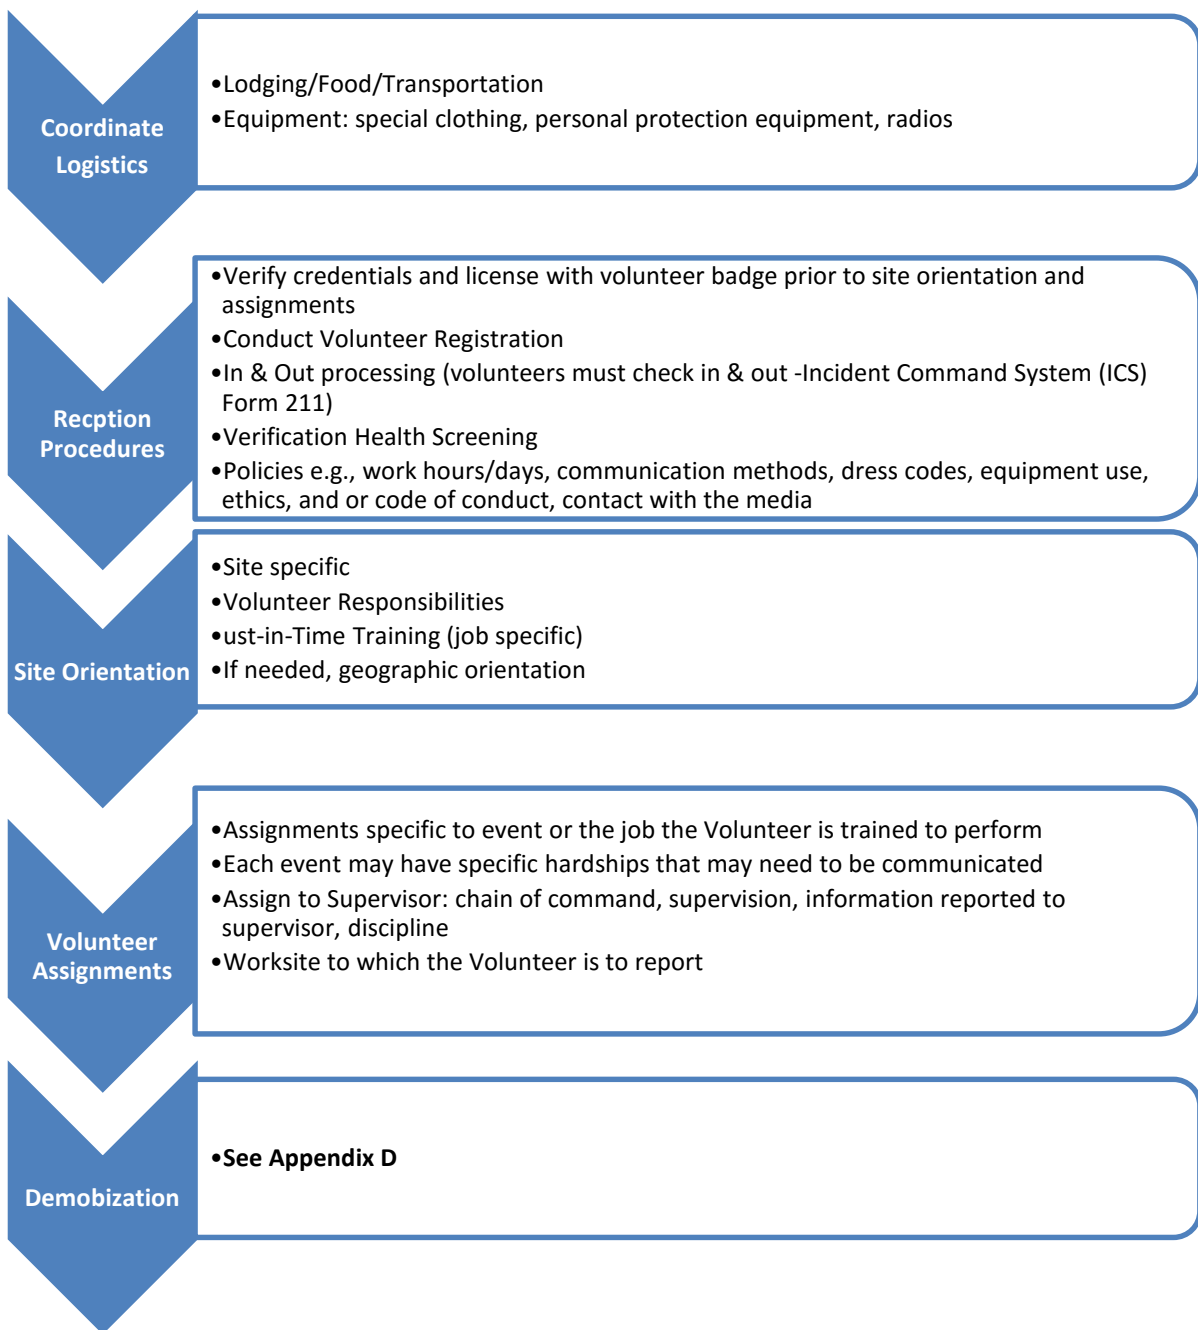 Coordinate
Logistics
•Lodging/Food/Transportation
•Equipment: special clothing, personal protection equipment, radios
Recption
Procedures
•Verify credentials and license with volunteer badge prior to site orientation and
assignments
•Conduct Volunteer Registration
•In & Out processing (volunteers must check in & out -Incident Command System (ICS)
Form 211)
•Verification Health Screening
•Policies e.g., work hours/days, communication methods, dress codes, equipment use,
ethics, and or code of conduct, contact with the media
Site Orientation
•Site specific
•Volunteer Responsibilities
•ust-in-Time Training (job specific)
•If needed, geographic orientation
Volunteer
Assignments
•Assignments specific to event or the job the Volunteer is trained to perform
•Each event may have specific hardships that may need to be communicated
•Assign to Supervisor: chain of command, supervision, information reported to
supervisor, discipline
•Worksite to which the Volunteer is to report
Demobization
•See Appendix D